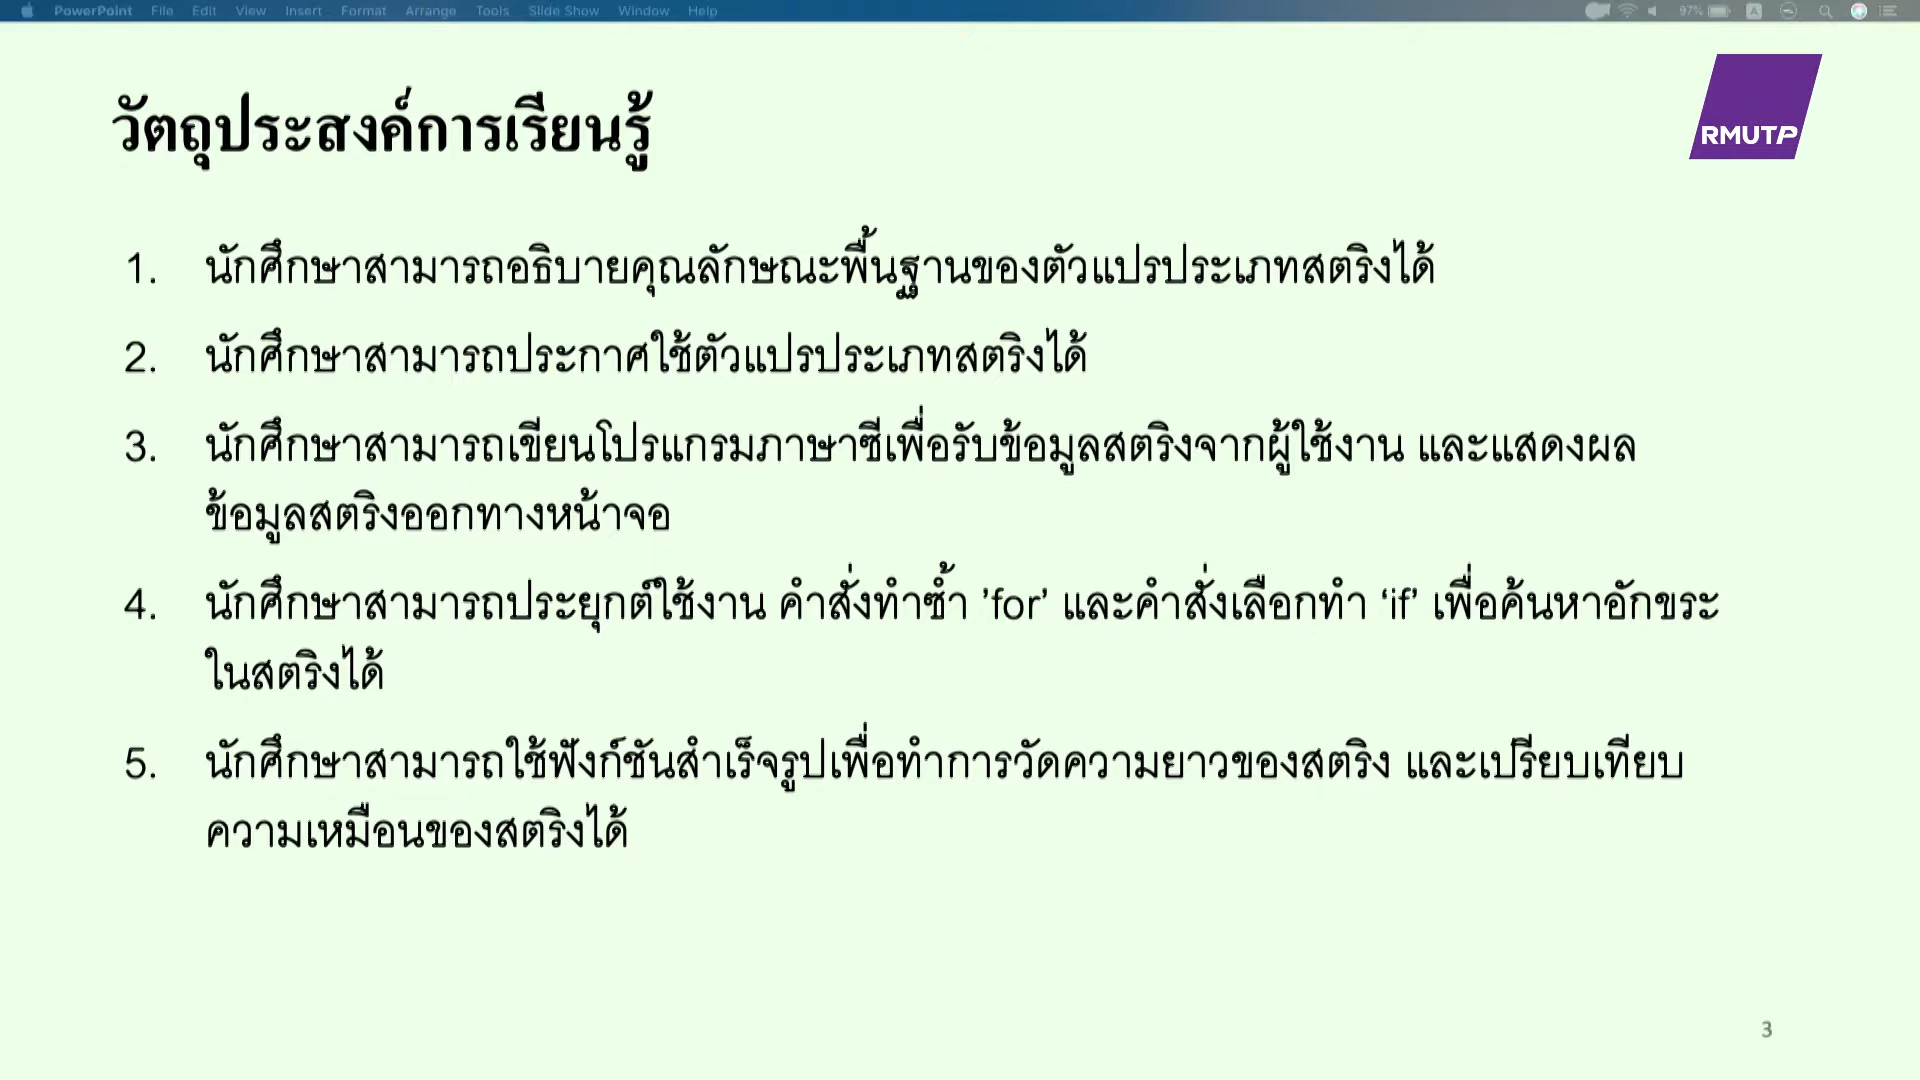 PowerPoint File Edit View Insert Format Arrange Tools Slide Show Window Help 97% A
วัตถุประสงค์การเรียนรู้
RMUTP
1. นักศึกษาสามารถอธิบายคุณลักษณะพื้นฐานของตัวแปรประเภทสตริงได้
2. นักศึกษาสามารถประกาศใช้ตัวแปรประเภทสตริงได้
3. นักศึกษาสามารถเขียนโปรแกรมภาษาซีเพื่อรับข้อมูลสตริงจากผู้ใช้งาน และแสดงผล
ข้อมูลสตริงออกทางหน้าจอ
4. นักศึกษาสามารถประยุกต์ใช้งาน คำสั่งทำซ้ำ ’for’ และคำสั่งเลือกทำ ‘if’ เพื่อค้นหาอักขระ
ในสตริงได้
5. นักศึกษาสามารถใช้ฟังก์ชันสำเร็จรูปเพื่อทำการวัดความยาวของสตริง และเปรียบเทียบ
ความเหมือนของสตริงได้
3